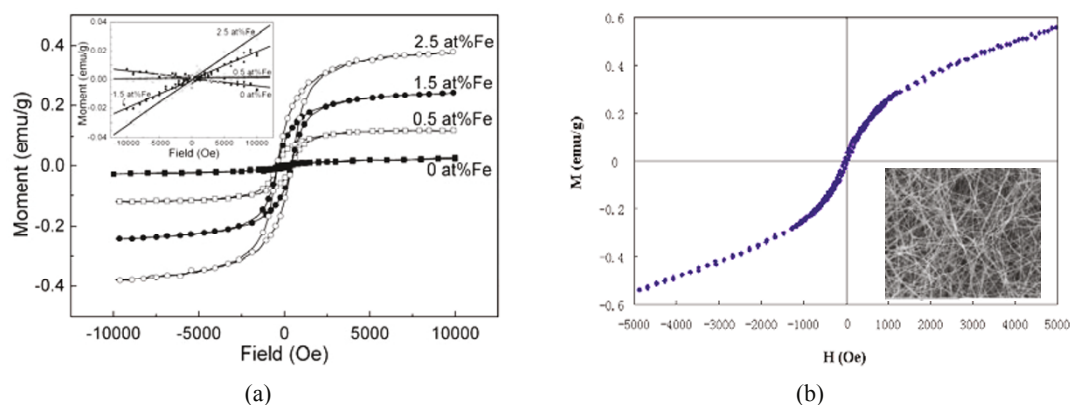 0.04
2.5 at%Fe
0.02
0.00
0.5 at%Fe
1.5 at%Fe
0 at%Fe
-0.02
-0.04
-10000 -5000 0 5000 10000
Field (Oe)
Moment (emu/g)
0.4
0.2
0.0
-0.2
-0.4
2.5 at%Fe
1.5 at%Fe
0.5 at%Fe
0 at%Fe
Moment (emu/g)
-10000 -5000 0 5000 10000
Field (Oe)
(a)
0.6
0.4
0.2
0
-0.2
-0.4
-0.6
M (emu/g)
-5000 -4000 -3000 -2000 -1000 0 1000 2000 3000 4000 5000
H (Oe)
(b)